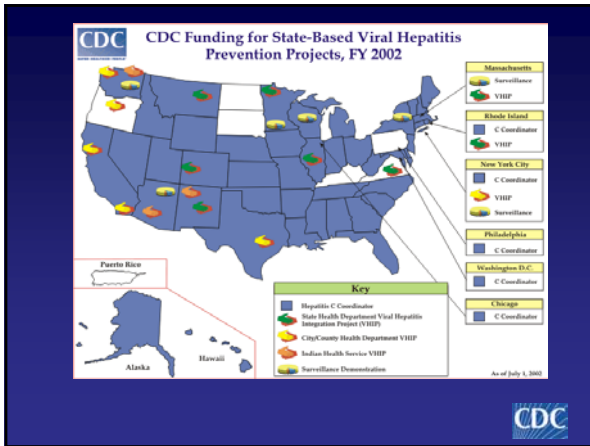 CDC
CDC Funding for State-Based Viral Hepatitis
Prevention Projects, FY 2002
Massachusetts
Surveillance
VHIP
Rhode Island
C Coordinator
VHIP
New York City
C Coordinator
VHIP
Surveillance
Philadelphia
C Coordinator
Washington D.C.
C Coordinator
Chicago
C Coordinator
Puerto Rico
Alaska
Hawaii
Key
Hepatitis C Coordinator
State Health Department Viral Hepatitis
Integration Project (VHIP)
City/County Health Department VHIP
Indian Health Service VHIP
Surveillance Demonstration
As of July 1, 2002
CDC